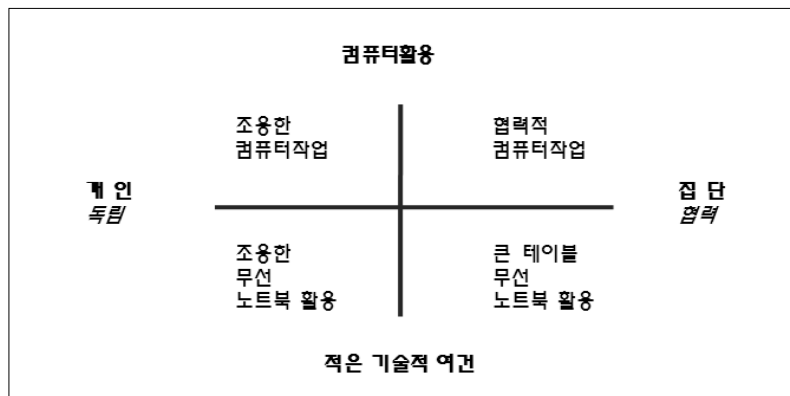 컴퓨터활용
조용한
컴퓨터작업
협력적
컴퓨터작업
개 인
독립
집 단
협력
조용한
무선
노트북 활용
큰 테이블
무선
노트북 활용
적은 기술적 여건